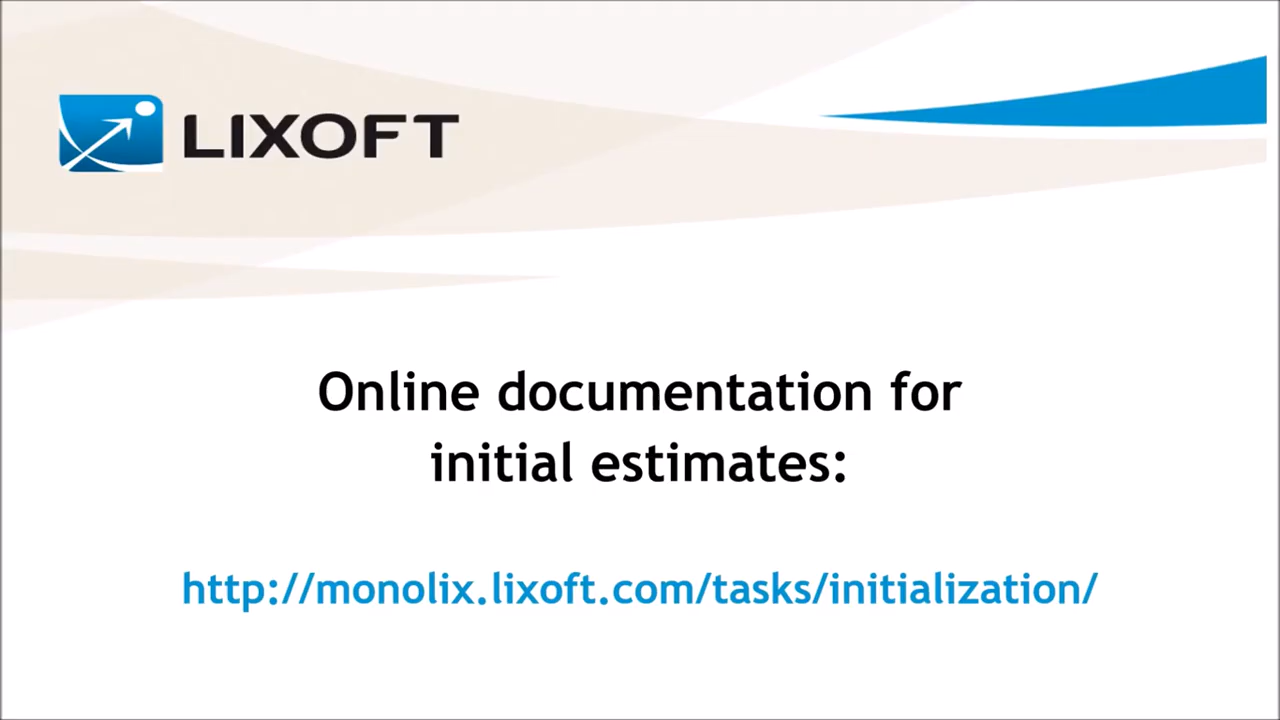 LIXOFT
Online documentation for
initial estimates:
http://monolix.lixoft.com/tasks/initialization/